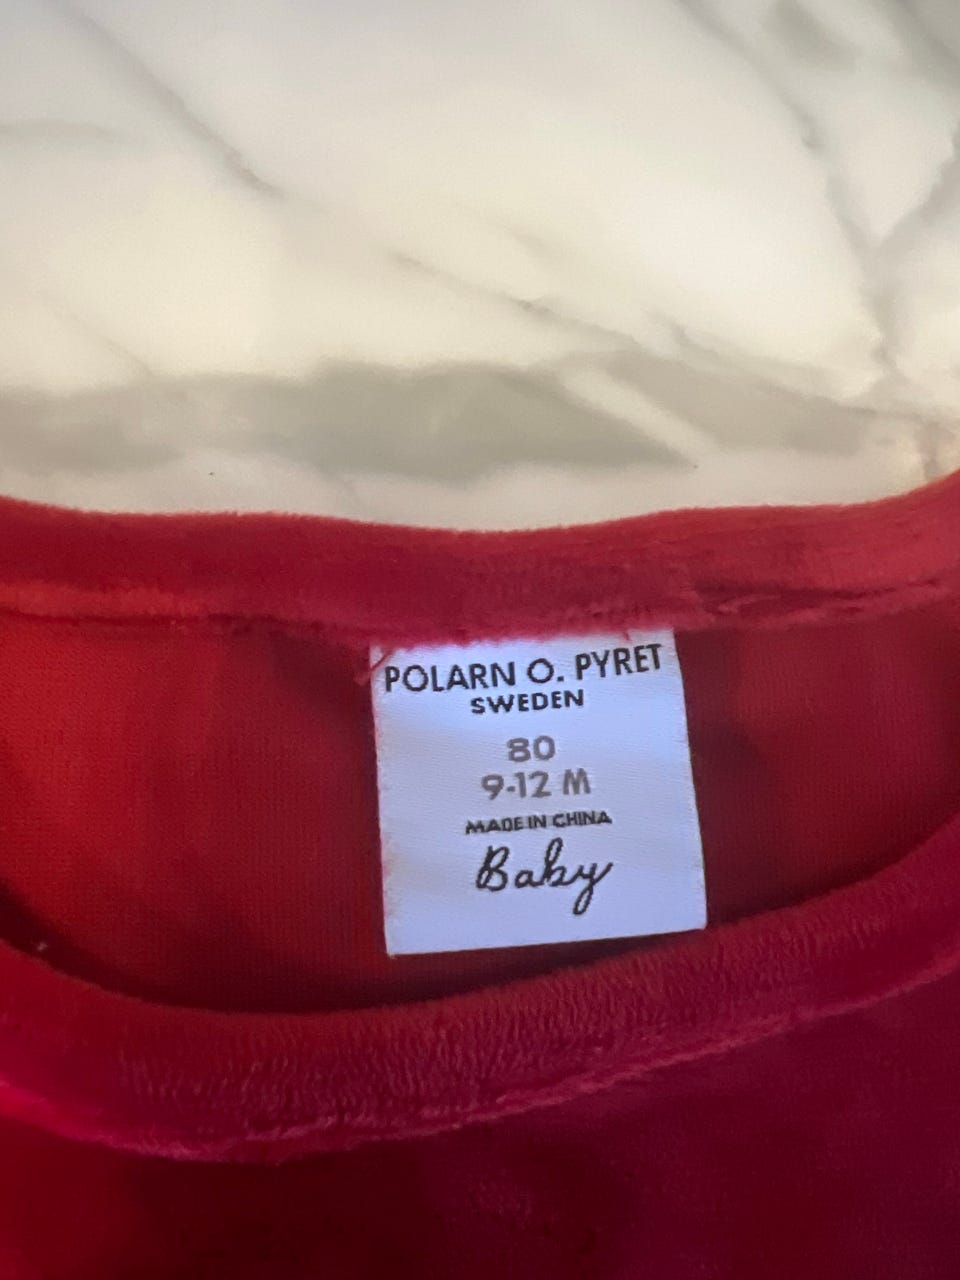 POLARN O. PYRET
SWEDEN
80
9-12 M
MADE IN CHINA
Baby